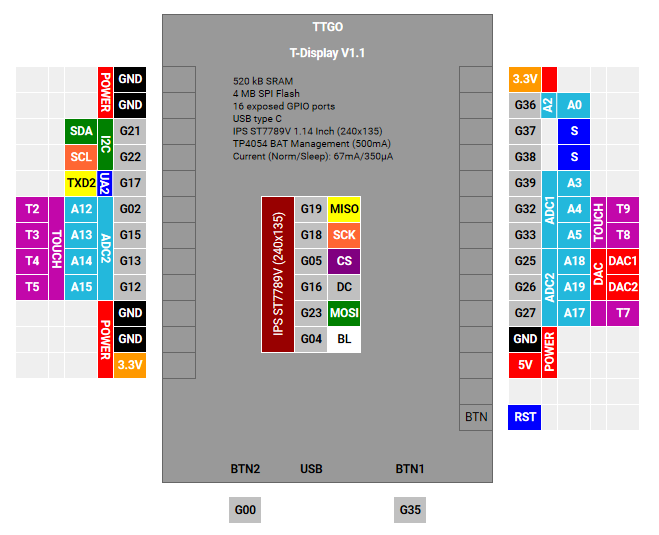 TTGO
T-Display V1.1
520 kB SRAM
4 MB SPI Flash
16 exposed GPIO ports
USB type C
IPS ST7789V 1.14 Inch (240x135)
TP4054 BAT Management (500mA)
Current (Norm/Sleep): 67mA/350µA
POWER GND
GND
SDA I2C G21
SCL G22
TXD2 UA2 G17
T2 TOUCH A12 ADC2 G02
T3 A13 G15
T4 A14 G13
T5 A15 G12
POWER GND
GND
3.3V
IPS ST7789V (240x135)
G19 MISO
G18 SCK
G05 CS
G16 DC
G23 MOSI
G04 BL
3.3V
G36 A2 A0
G37 S
G38 S
G39 ADC1 A3
G32 A4 TOUCH T9
G33 A5 T8
G25 ADC2 A18 DAC DAC1
G26 A19 DAC2
G27 A17 T7
GND POWER
5V
BTN RST
BTN2 USB BTN1
G00 G35